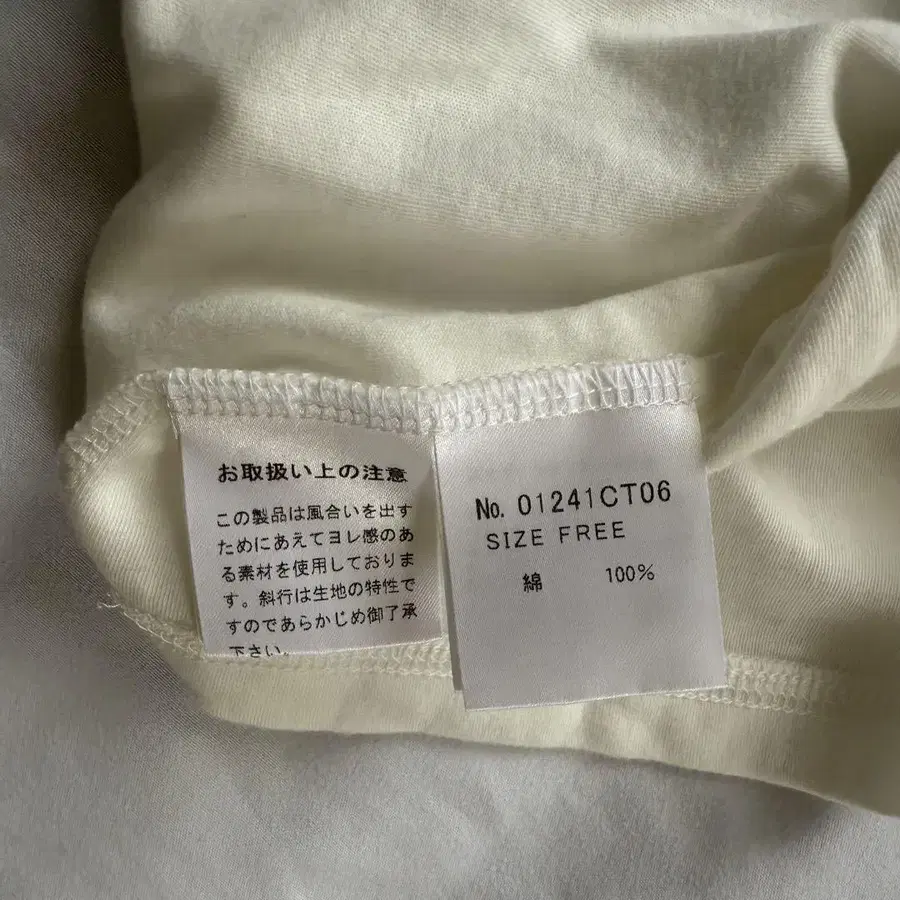 お取扱い上の注意
この製品は風合いを出す
ためにあえてヨレ感のあ
る素材を使用しておりま
す。斜行は生地の特性で
すのであらかじめ御了承
下さい。
No. 01241CT06
SIZE FREE
綿 100%